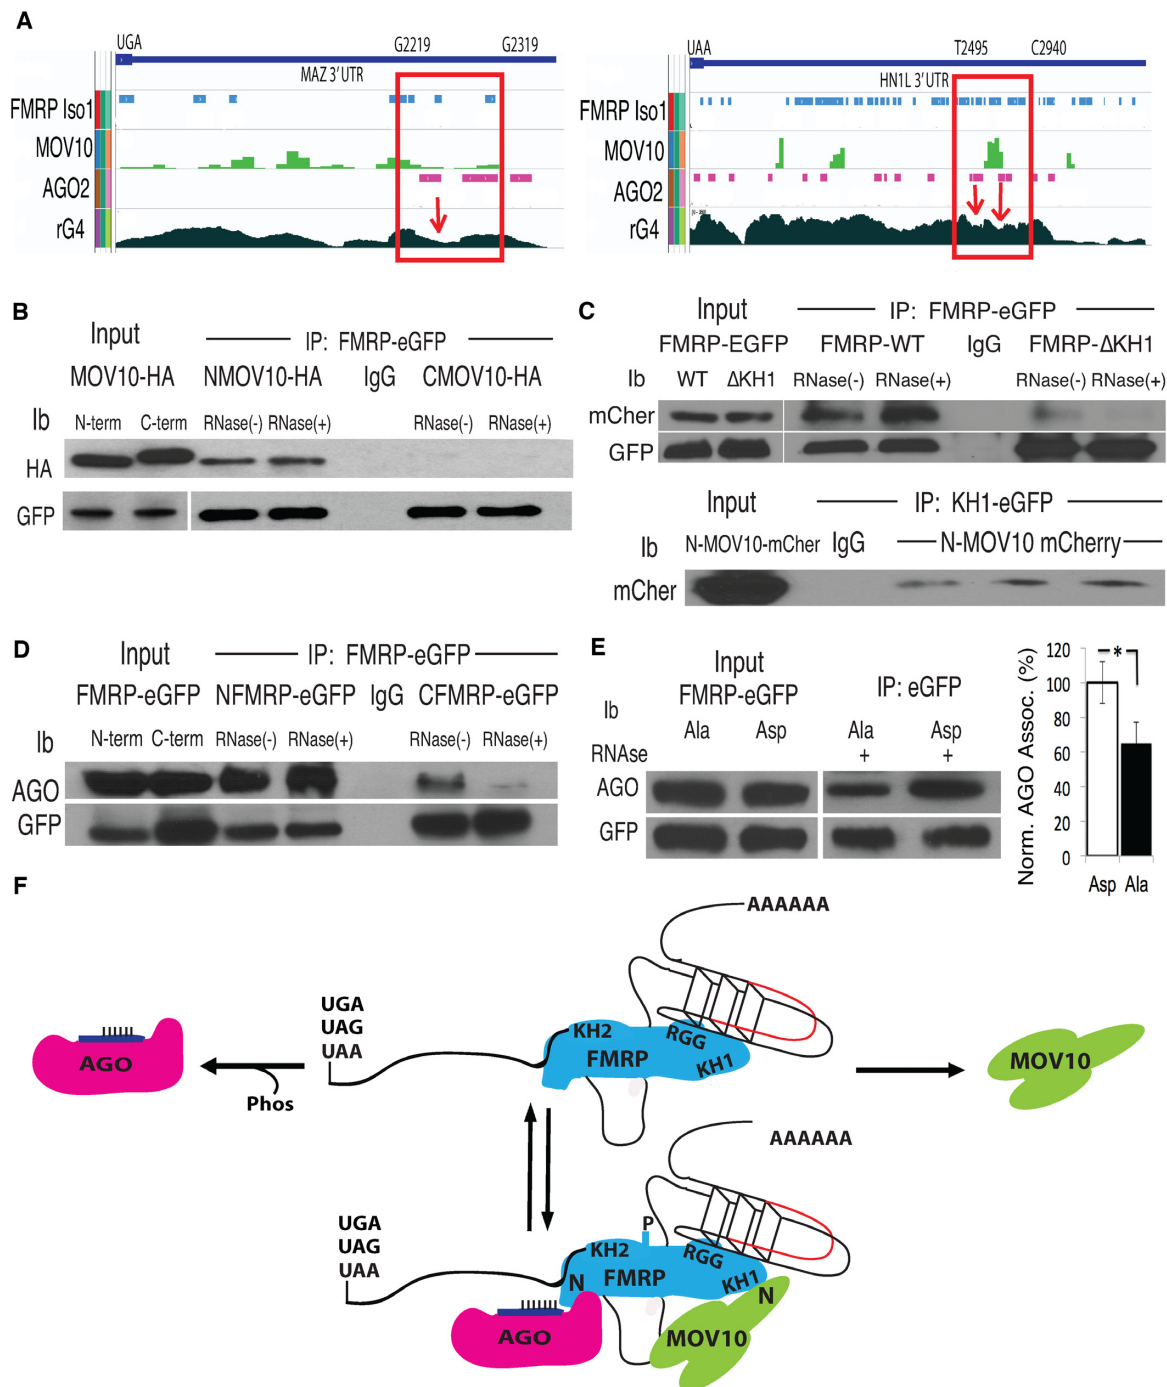 A
UGA G2219 G2319
MAZ 3' UTR
FMRP Iso1
MOV10
AGO2
rG4
UAA T2495 C2940
HN1L 3' UTR
FMRP Iso1
MOV10
AGO2
rG4
B
Input IP: FMRP-eGFP
MOV10-HA NMOV10-HA IgG CMOV10-HA
Ib N-term C-term RNase(-) RNase(+) RNase(-) RNase(+)
HA
GFP
C
Input IP: FMRP-eGFP
FMRP-EGFP FMRP-WT IgG FMRP-ΔKH1
Ib WT ΔKH1 RNase(-) RNase(+) RNase(-) RNase(+)
mCher
GFP
Input IP: KH1-eGFP
Ib N-MOV10-mCher IgG N-MOV10 mCherry
mCher
D
Input IP: FMRP-eGFP
FMRP-eGFP NFMRP-eGFP IgG CFMRP-eGFP
Ib N-term C-term RNase(-) RNase(+) RNase(-) RNase(+)
AGO
GFP
E
Input IP: eGFP
FMRP-eGFP
Ib Ala Asp Ala Asp
RNAse + +
AGO
GFP
Norm. AGO Assoc. (%)
120
100
80
60
40
20
0
*
Asp Ala
F
AAAAAA
UGA
UAG
UAA
KH2
FMRP
RGG
KH1
AGO
Phos
MOV10
AAAAAA
UGA
UAG
UAA
P
KH2
RGG
N FMRP
KH1
N
AGO
MOV10